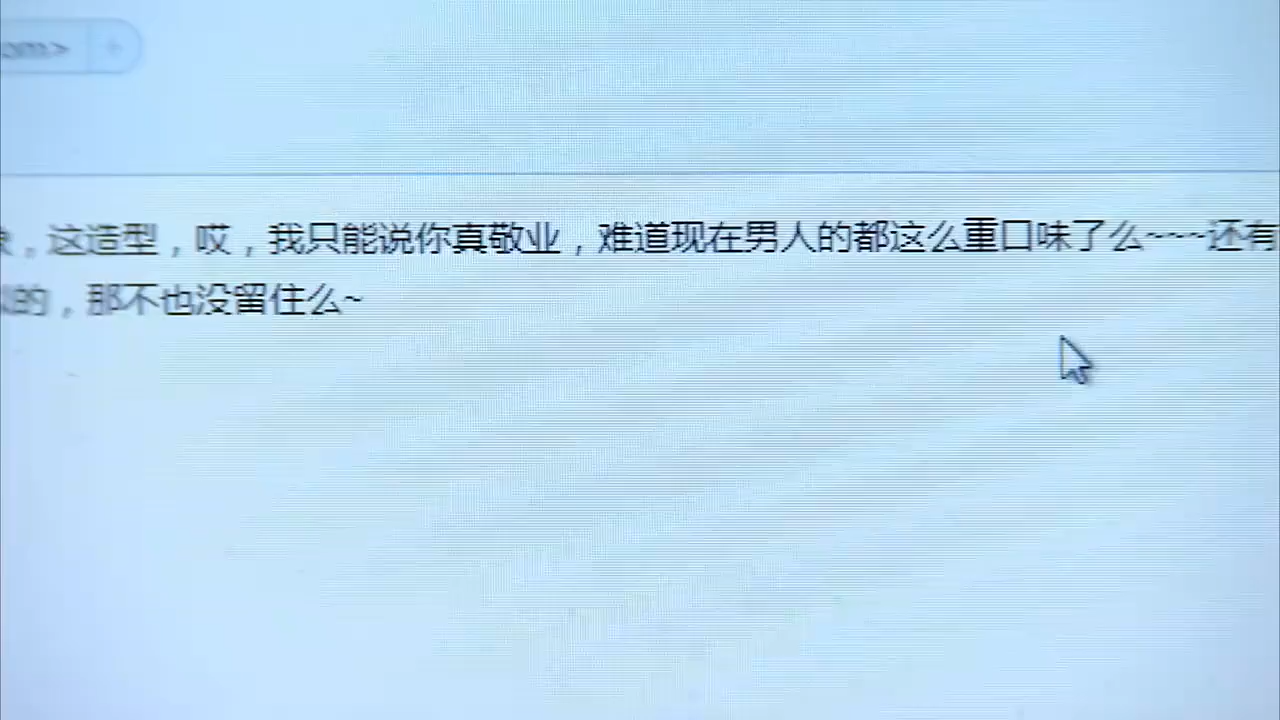 om>
，这造型，哎，我只能说你真敬业，难道现在男人的都这么重口味了么~~~还有
的，那不也没留住么~